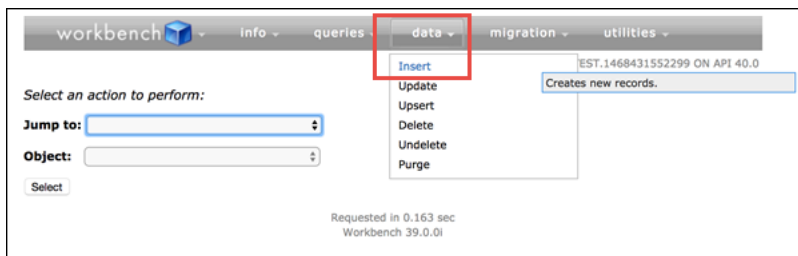 workbench info queries data migration utilities
Insert
EST.1468431552299 ON API 40.0
Creates new records.
Update
Select an action to perform:
Upsert
Jump to:
Delete
Undelete
Object:
Purge
Select
Requested in 0.163 sec
Workbench 39.0.0i